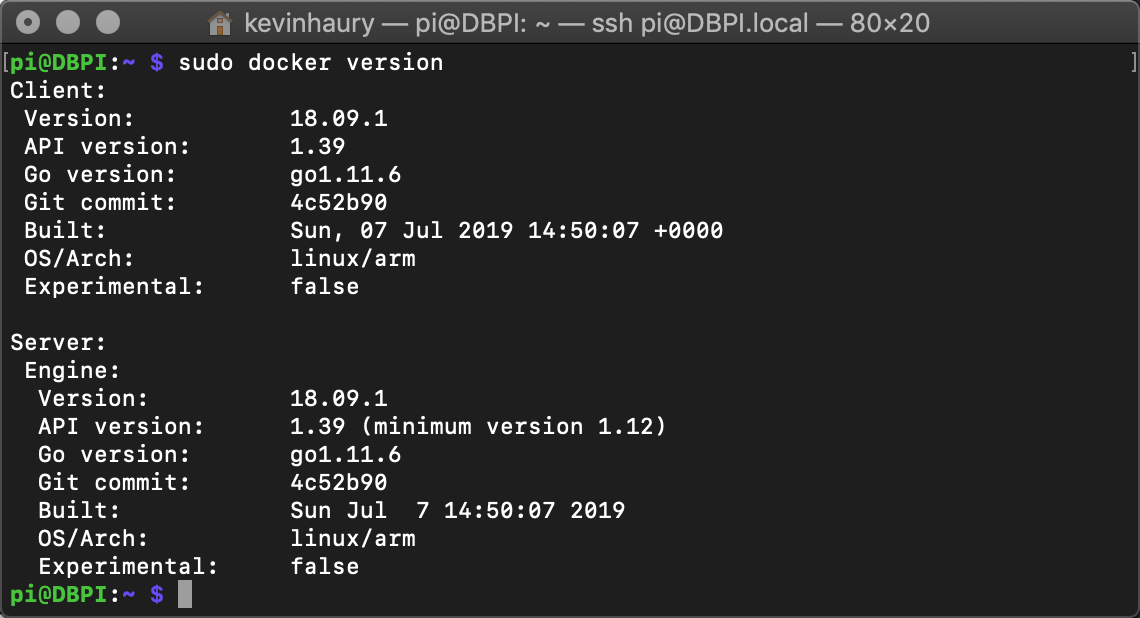 kevinhaury — pi@DBPI: ~ — ssh pi@DBPI.local — 80×20
[pi@DBPI:~ $ sudo docker version ]
Client:
 Version:           18.09.1
 API version:       1.39
 Go version:        go1.11.6
 Git commit:        4c52b90
 Built:             Sun, 07 Jul 2019 14:50:07 +0000
 OS/Arch:           linux/arm
 Experimental:      false

Server:
 Engine:
  Version:          18.09.1
  API version:      1.39 (minimum version 1.12)
  Go version:       go1.11.6
  Git commit:       4c52b90
  Built:            Sun Jul  7 14:50:07 2019
  OS/Arch:          linux/arm
  Experimental:     false
pi@DBPI:~ $